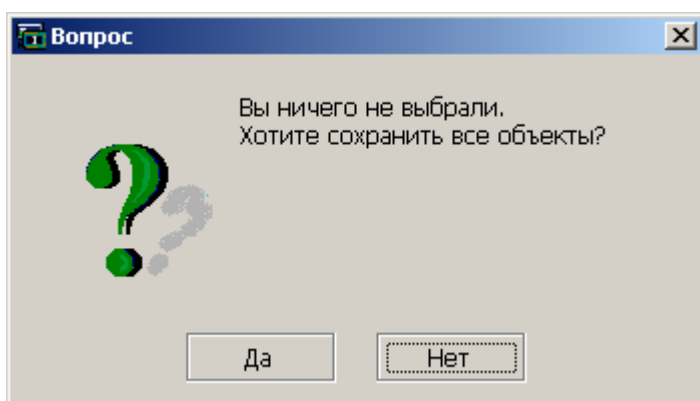 Вопрос
Вы ничего не выбрали.
Хотите сохранить все объекты?
Да
Нет